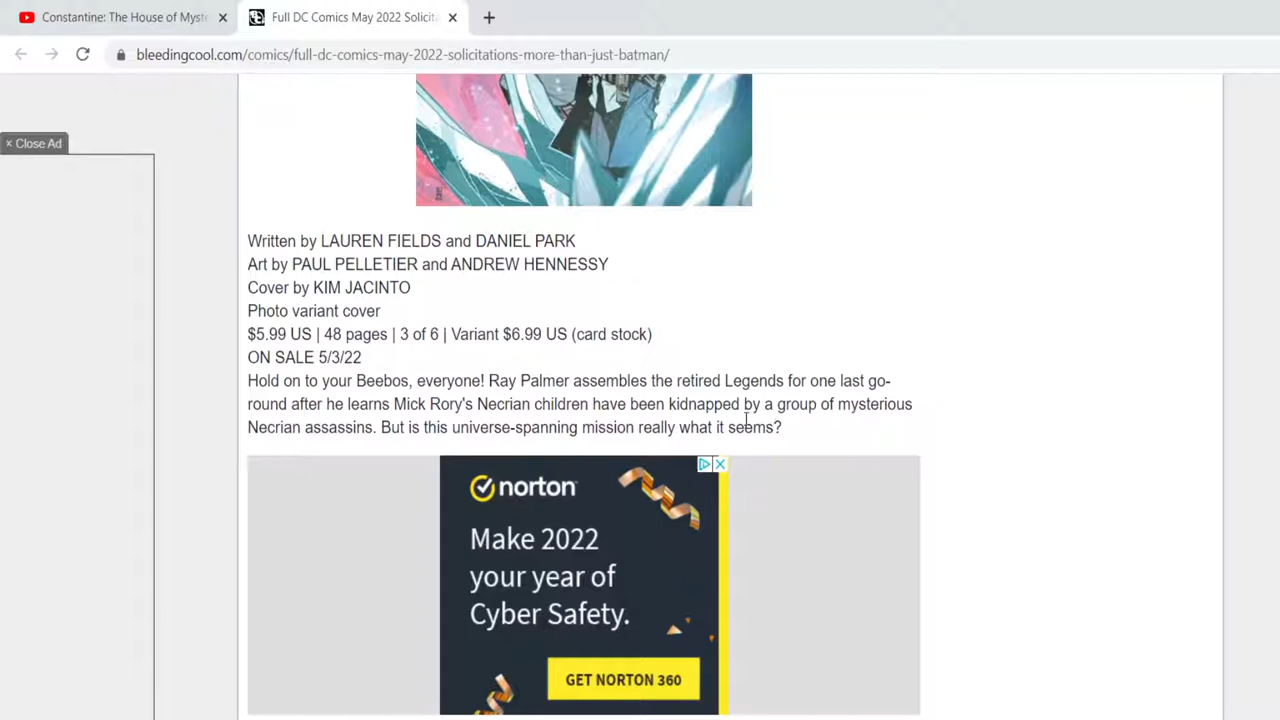 Constantine: The House of Myste
Full DC Comics May 2022 Solicita
bleedingcool.com/comics/full-dc-comics-may-2022-solicitations-more-than-just-batman/
× Close Ad
Written by LAUREN FIELDS and DANIEL PARK
Art by PAUL PELLETIER and ANDREW HENNESSY
Cover by KIM JACINTO
Photo variant cover
$5.99 US | 48 pages | 3 of 6 | Variant $6.99 US (card stock)
ON SALE 5/3/22
Hold on to your Beebos, everyone! Ray Palmer assembles the retired Legends for one last go-
round after he learns Mick Rory's Necrian children have been kidnapped by a group of mysterious
Necrian assassins. But is this universe-spanning mission really what it seems?
norton
Make 2022
your year of
Cyber Safety.
GET NORTON 360